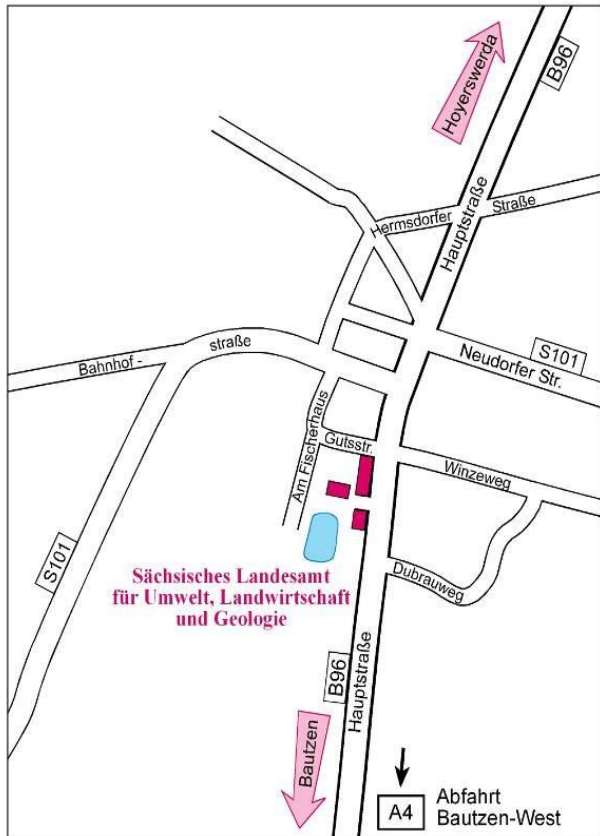 B96
Hoyerswerda
Hauptstraße
Hermsdorfer Straße
S101
Neudorfer Str.
Bahnhof - straße
Am Fischerhaus
Gutsstr.
Winzeweg
S101
Dubrauweg
Sächsisches Landesamt
für Umwelt, Landwirtschaft
und Geologie
B96
Hauptstraße
Bautzen
A4
Abfahrt
Bautzen-West